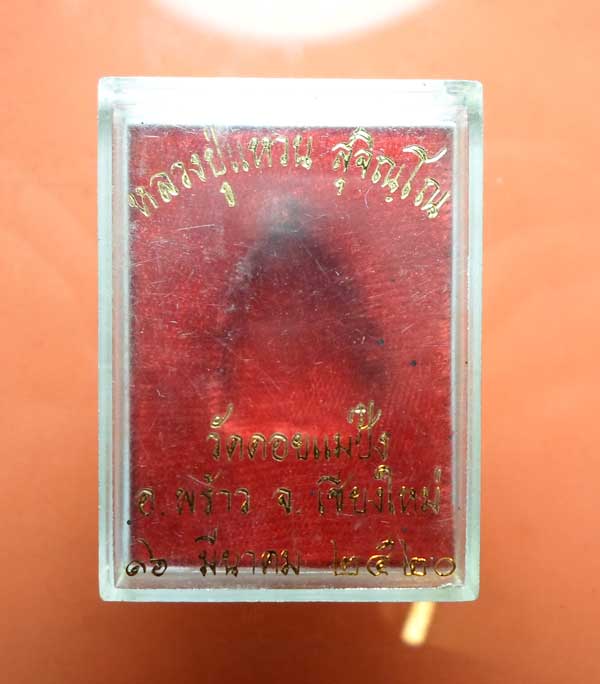 หลวงปู่แหวน สุจิณฺโณ
วัดดอยแม่ปั๋ง
อ. พร้าว จ. เชียงใหม่
๑๖ มีนาคม ๒๕๒๐